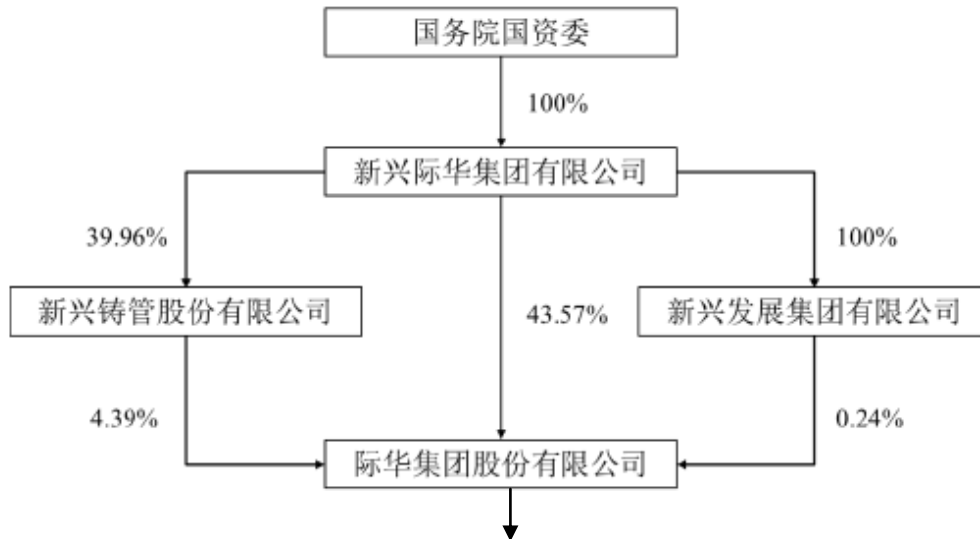 国务院国资委
100%
新兴际华集团有限公司
39.96%
100%
新兴铸管股份有限公司
43.57%
新兴发展集团有限公司
4.39%
0.24%
际华集团股份有限公司